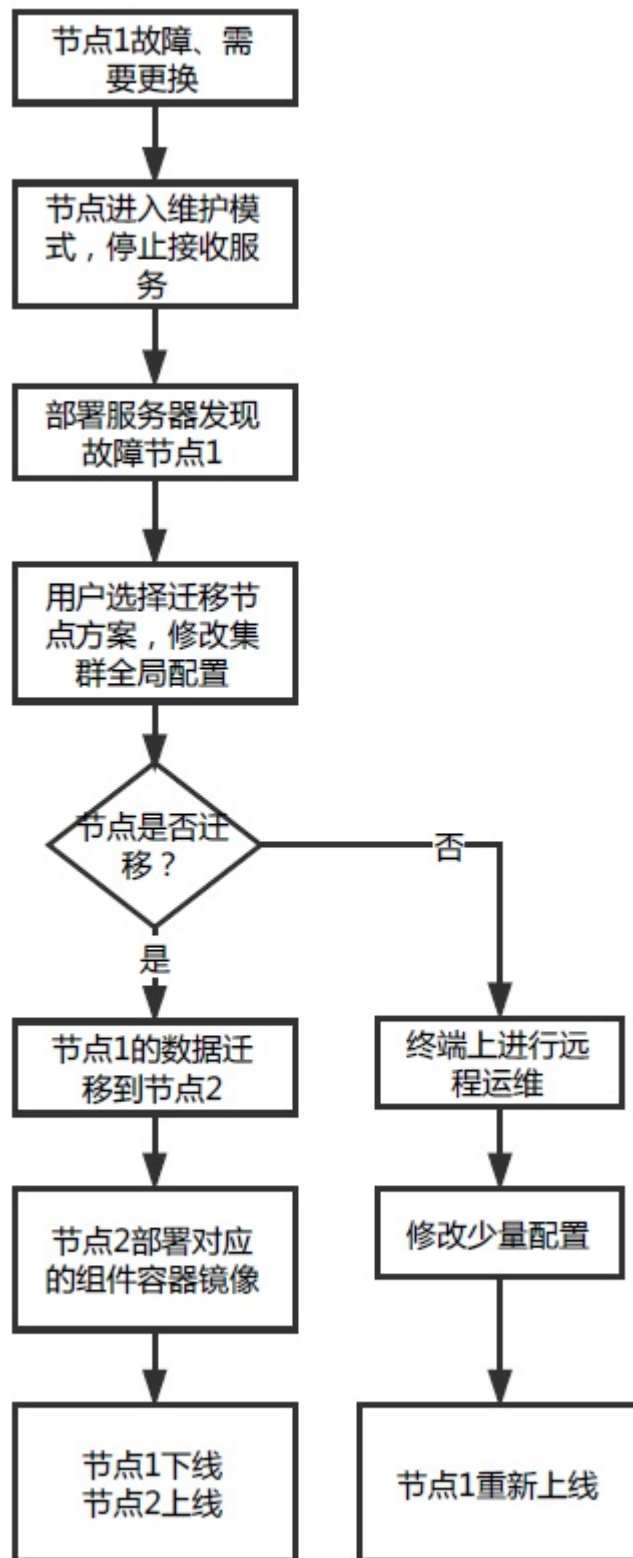 节点1故障、需
要更换
节点进入维护模
式，停止接收服
务
部署服务器发现
故障节点1
用户选择迁移节
点方案，修改集
群全局配置
节点是否迁
移？
否
是
节点1的数据迁
移到节点2
终端上进行远
程运维
节点2部署对应
的组件容器镜像
修改少量配置
节点1下线
节点2上线
节点1重新上线